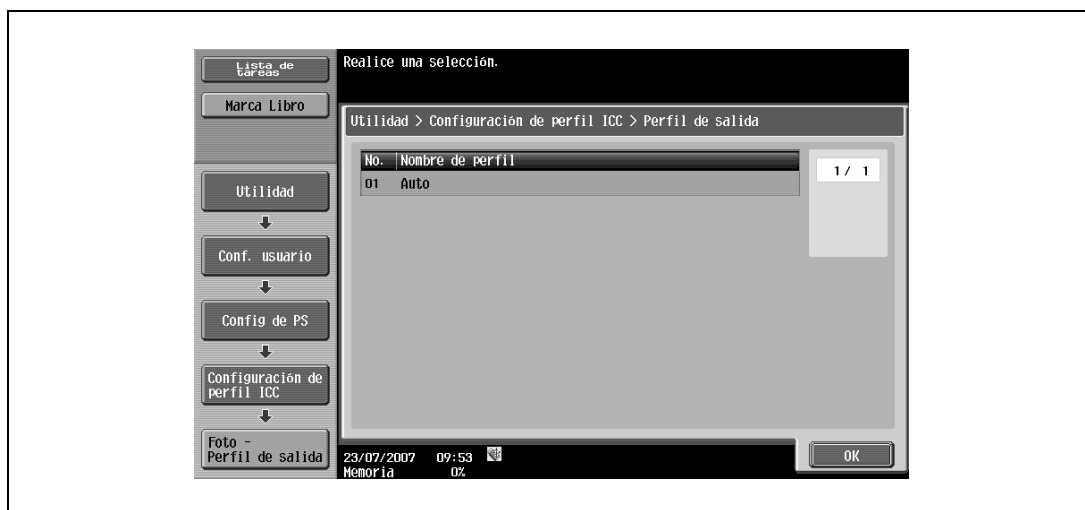 Lista de
tareas
Marca Libro
Utilidad
Conf. usuario
Config de PS
Configuración de
perfil ICC
Foto -
Perfil de salida
Realice una selección.
Utilidad > Configuración de perfil ICC > Perfil de salida
No. Nombre de perfil
01 Auto
1/ 1
23/07/2007 09:53
Memoria 0%
OK